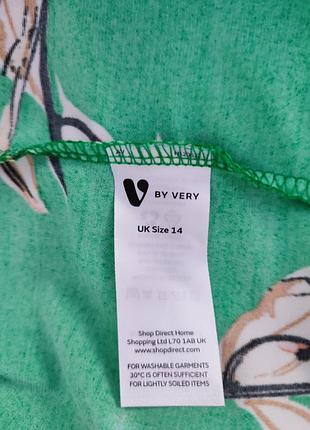 V BY VERY
UK Size 14
Shop Direct Home
Shopping Ltd L70 1AB UK
www.shopdirect.com
FOR WASHABLE GARMENTS
30°C IS OFTEN SUFFICIENT
FOR LIGHTLY SOILED ITEMS